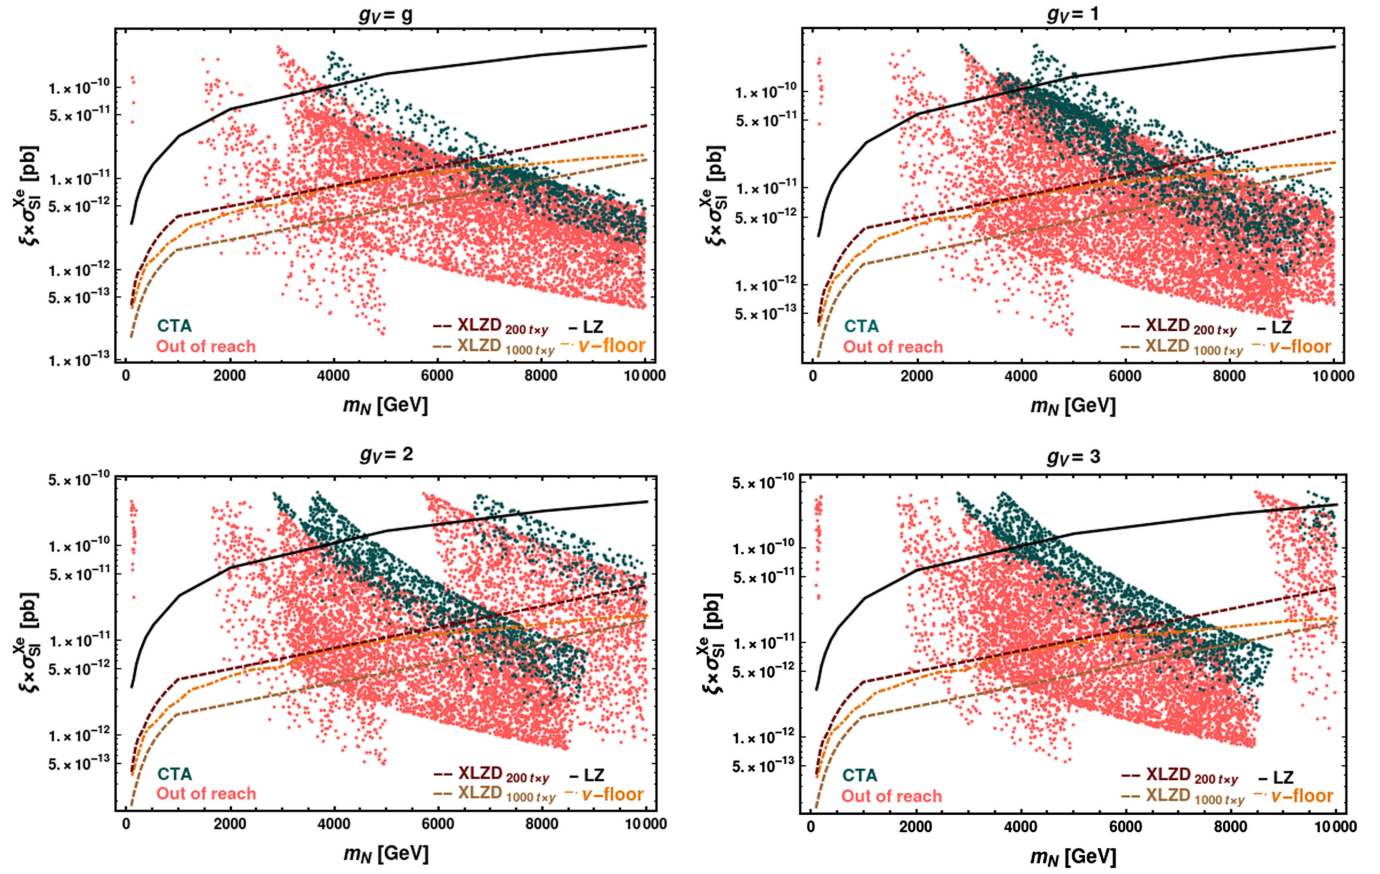 g_V = g
ξ×σ_SI^Xe [pb]
1.×10^−10
5.×10^−11
1.×10^−11
5.×10^−12
1.×10^−12
5.×10^−13
1.×10^−13
CTA
Out of reach
XLZD 200 t×y
LZ
XLZD 1000 t×y
ν−floor
0 2000 4000 6000 8000 10000
m_N [GeV]
g_V = 1
ξ×σ_SI^Xe [pb]
1.×10^−10
5.×10^−11
1.×10^−11
5.×10^−12
1.×10^−12
5.×10^−13
CTA
Out of reach
XLZD 200 t×y
LZ
XLZD 1000 t×y
ν−floor
0 2000 4000 6000 8000 10000
m_N [GeV]
g_V = 2
ξ×σ_SI^Xe [pb]
5.×10^−10
1.×10^−10
5.×10^−11
1.×10^−11
5.×10^−12
1.×10^−12
5.×10^−13
CTA
Out of reach
XLZD 200 t×y
LZ
XLZD 1000 t×y
ν−floor
0 2000 4000 6000 8000 10000
m_N [GeV]
g_V = 3
ξ×σ_SI^Xe [pb]
5.×10^−10
1.×10^−10
5.×10^−11
1.×10^−11
5.×10^−12
1.×10^−12
5.×10^−13
CTA
Out of reach
XLZD 200 t×y
LZ
XLZD 1000 t×y
ν−floor
0 2000 4000 6000 8000 10000
m_N [GeV]